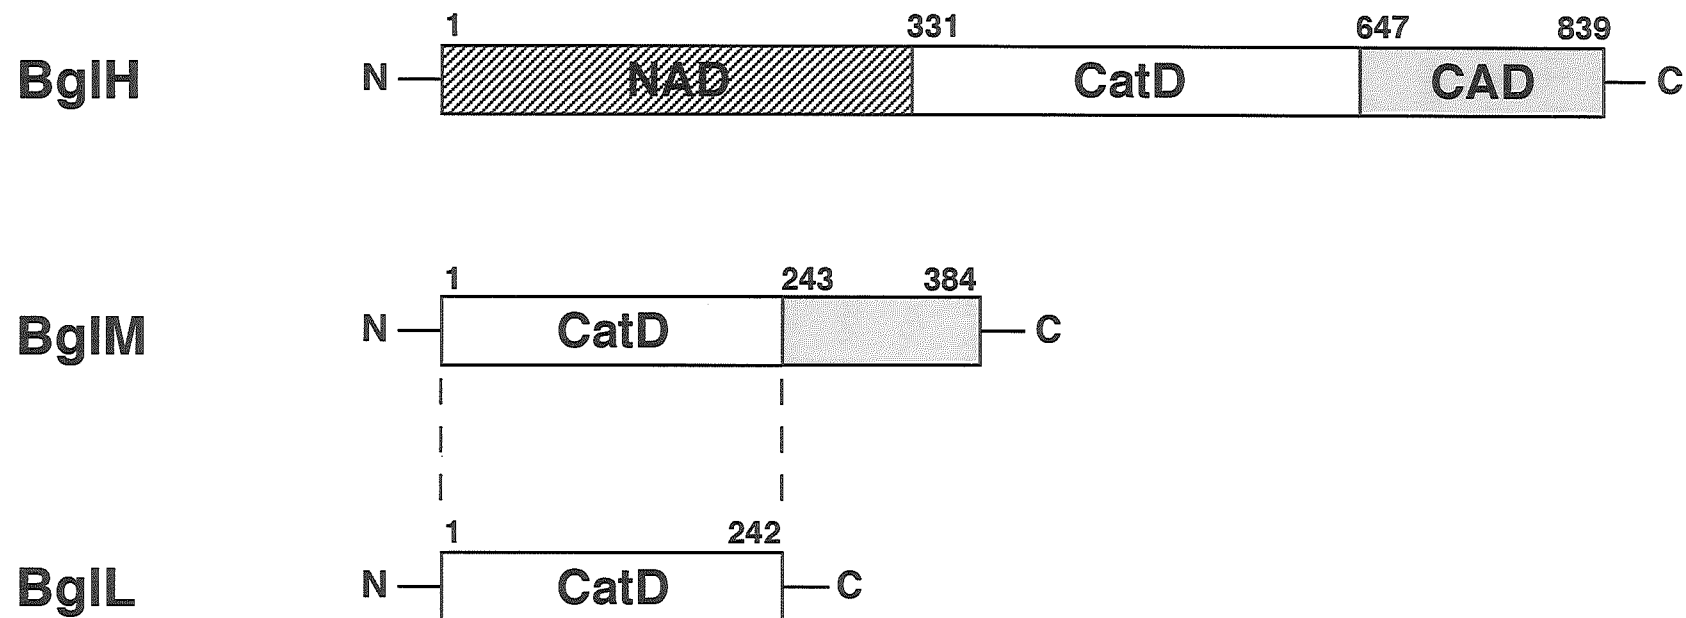 1 331 647 839
BglH N NAD CatD CAD C
1 243 384
BglM N CatD C
1 242
BglL N CatD C